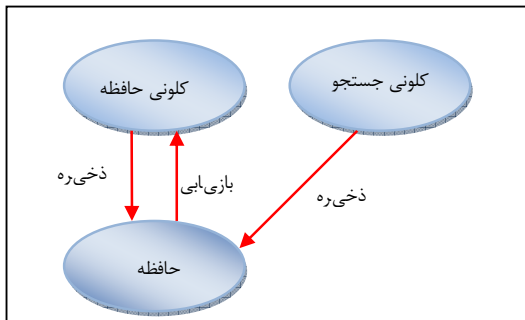 کلونی جستجو
کلونی حافظه
ذخیره
بازیابی
ذخیره
حافظه